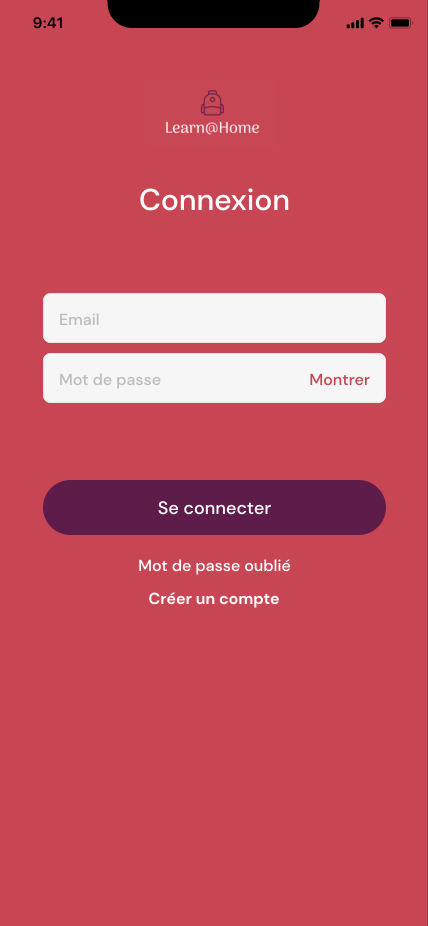 9:41
Learn@Home
Connexion
Email
Mot de passe
Montrer
Se connecter
Mot de passe oublié
Créer un compte